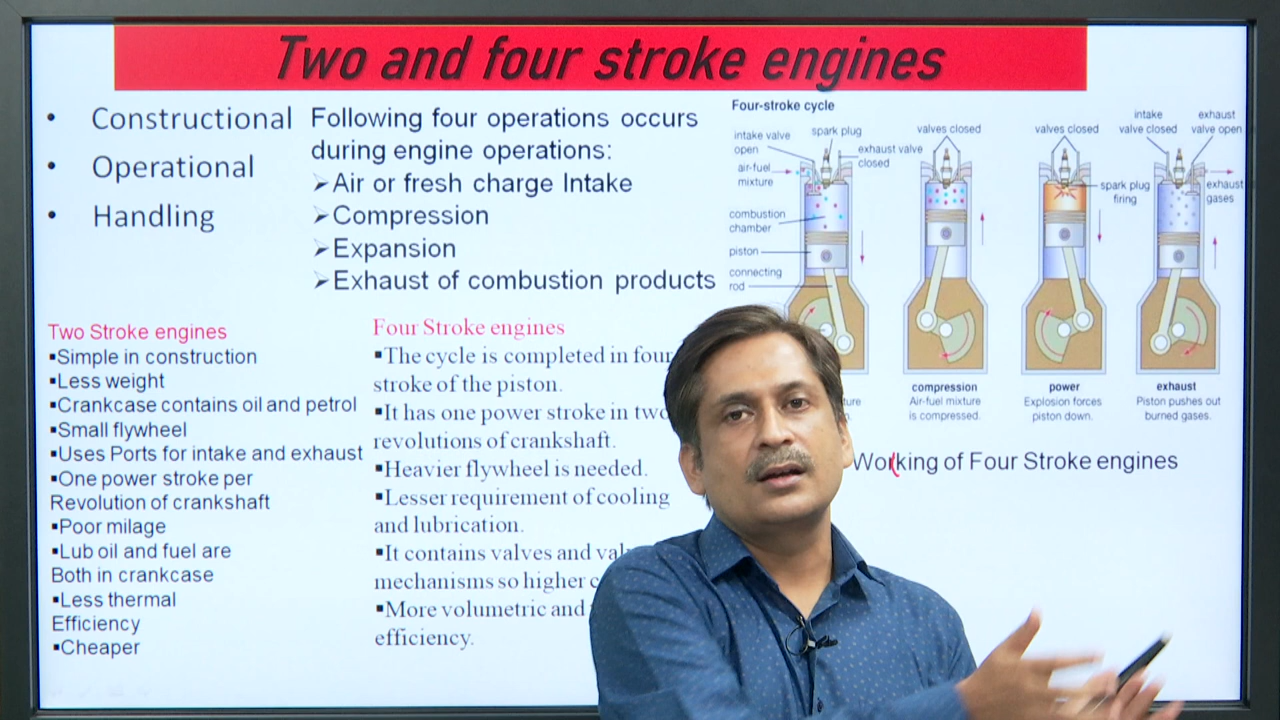 Two and four stroke engines
• Constructional
• Operational
• Handling
Following four operations occurs
during engine operations:
➢Air or fresh charge Intake
➢Compression
➢Expansion
➢Exhaust of combustion products
Two Stroke engines
▪Simple in construction
▪Less weight
▪Crankcase contains oil and petrol
▪Small flywheel
▪Uses Ports for intake and exhaust
▪One power stroke per
Revolution of crankshaft
▪Poor milage
▪Lub oil and fuel are
Both in crankcase
▪Less thermal
Efficiency
▪Cheaper
Four Stroke engines
▪The cycle is completed in four
stroke of the piston.
▪It has one power stroke in two
revolutions of crankshaft.
▪Heavier flywheel is needed.
▪Lesser requirement of cooling
and lubrication.
▪It contains valves and
mechanisms so higher
▪More volumetric and
efficiency.
Four-stroke cycle
intake valve
open
spark plug
exhaust valve
closed
air-fuel
mixture
combustion
chamber
piston
connecting
rod
valves closed
compression
Air-fuel mixture
is compressed.
valves closed
spark plug
firing
power
Explosion forces
piston down.
intake
valve closed
exhaust
valve open
exhaust
gases
exhaust
Piston pushes out
burned gases.
Working of Four Stroke engines